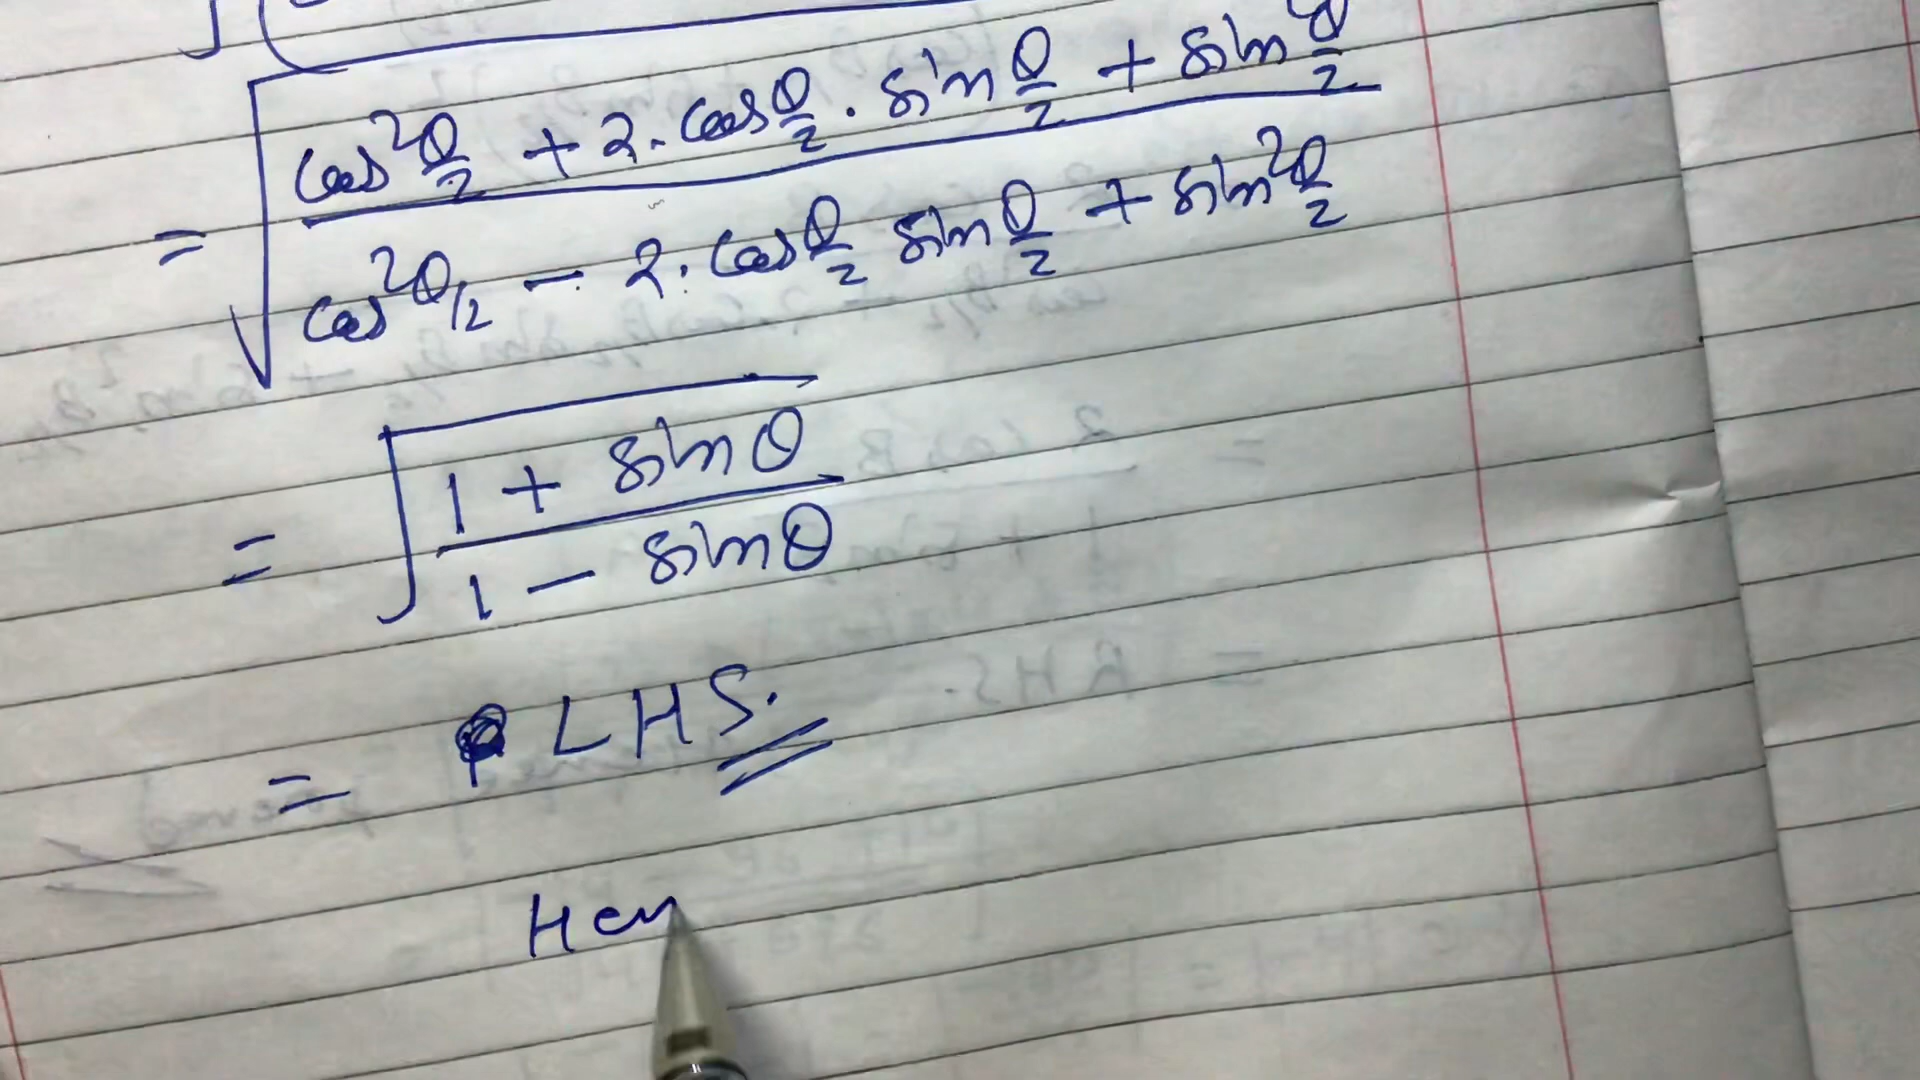 = √((cos²θ/2 + 2·cosθ/2·sinθ/2 + sin²θ/2)/(cos²θ/2 - 2·cosθ/2 sinθ/2 + sin²θ/2))
= √((1 + sinθ)/(1 - sinθ))
= LHS.
Hen